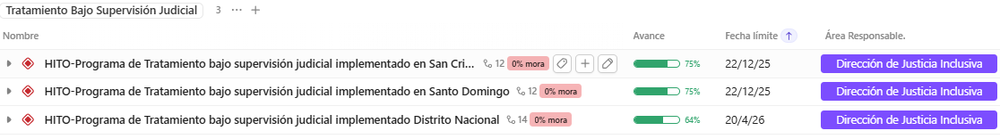 Tratamiento Bajo Supervisión Judicial 3
Nombre Avance Fecha límite Área Responsable.
HITO-Programa de Tratamiento bajo supervisión judicial implementado en San Cri... 12 0% mora 75% 22/12/25 Dirección de Justicia Inclusiva
HITO-Programa de Tratamiento bajo supervisión judicial implementado en Santo Domingo 12 0% mora 75% 22/12/25 Dirección de Justicia Inclusiva
HITO-Programa de Tratamiento bajo supervisión judicial implementado Distrito Nacional 14 0% mora 64% 20/4/26 Dirección de Justicia Inclusiva